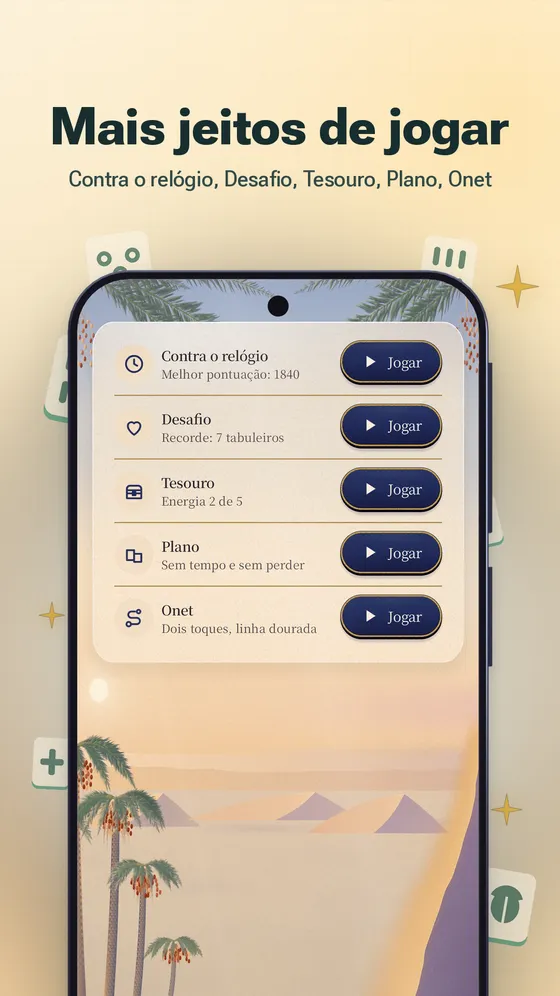 Mais jeitos de jogar
Contra o relógio, Desafio, Tesouro, Plano, Onet
Contra o relógio
Melhor pontuação: 1840
Jogar
Desafio
Recorde: 7 tabuleiros
Jogar
Tesouro
Energia 2 de 5
Jogar
Plano
Sem tempo e sem perder
Jogar
Onet
Dois toques, linha dourada
Jogar